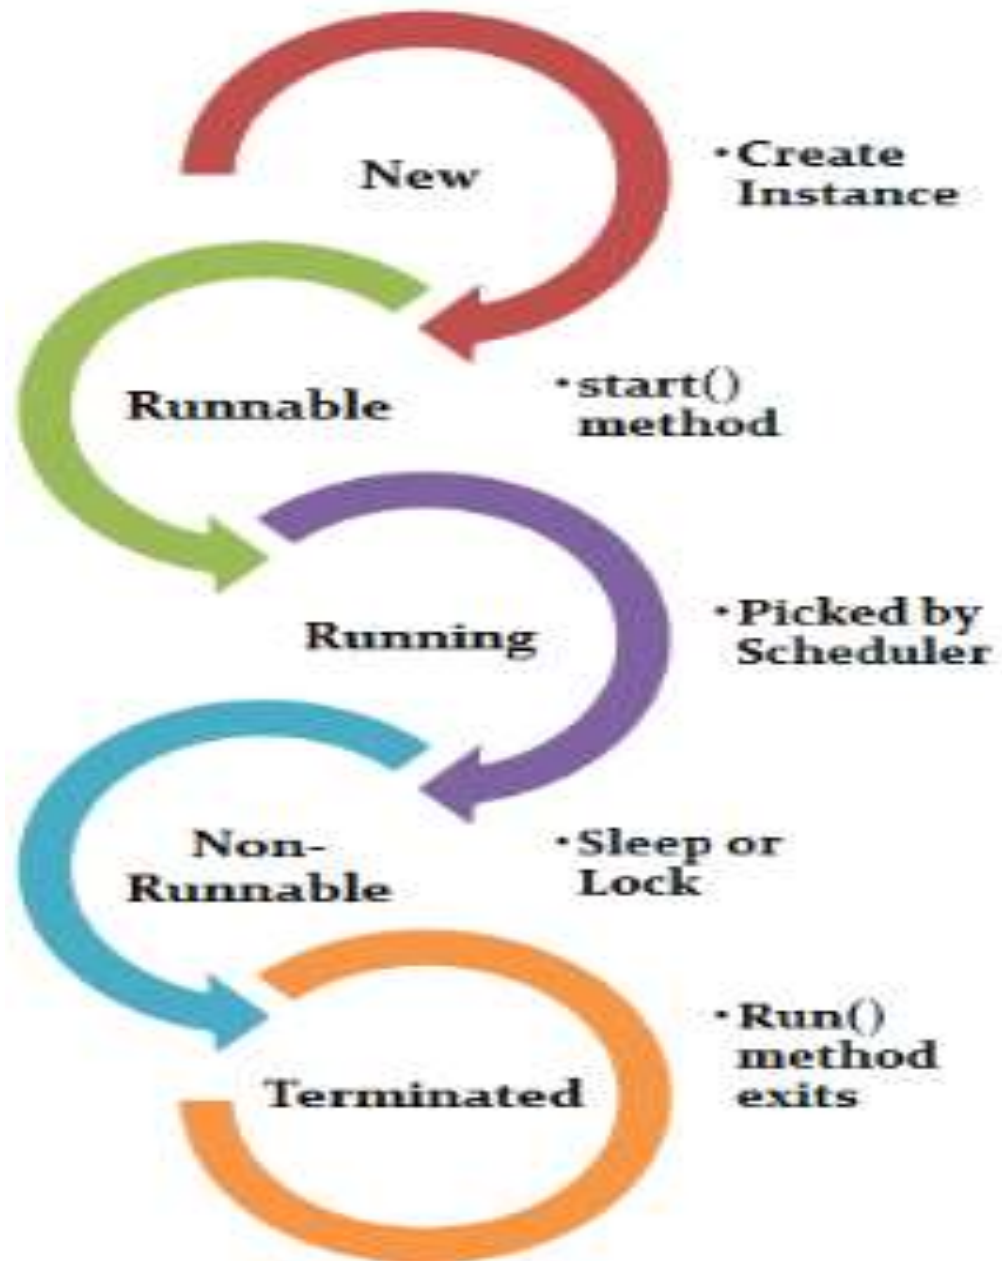 New
• Create
Instance
Runnable
• start()
method
Running
• Picked by
Scheduler
Non-
Runnable
• Sleep or
Lock
Terminated
• Run()
method
exits